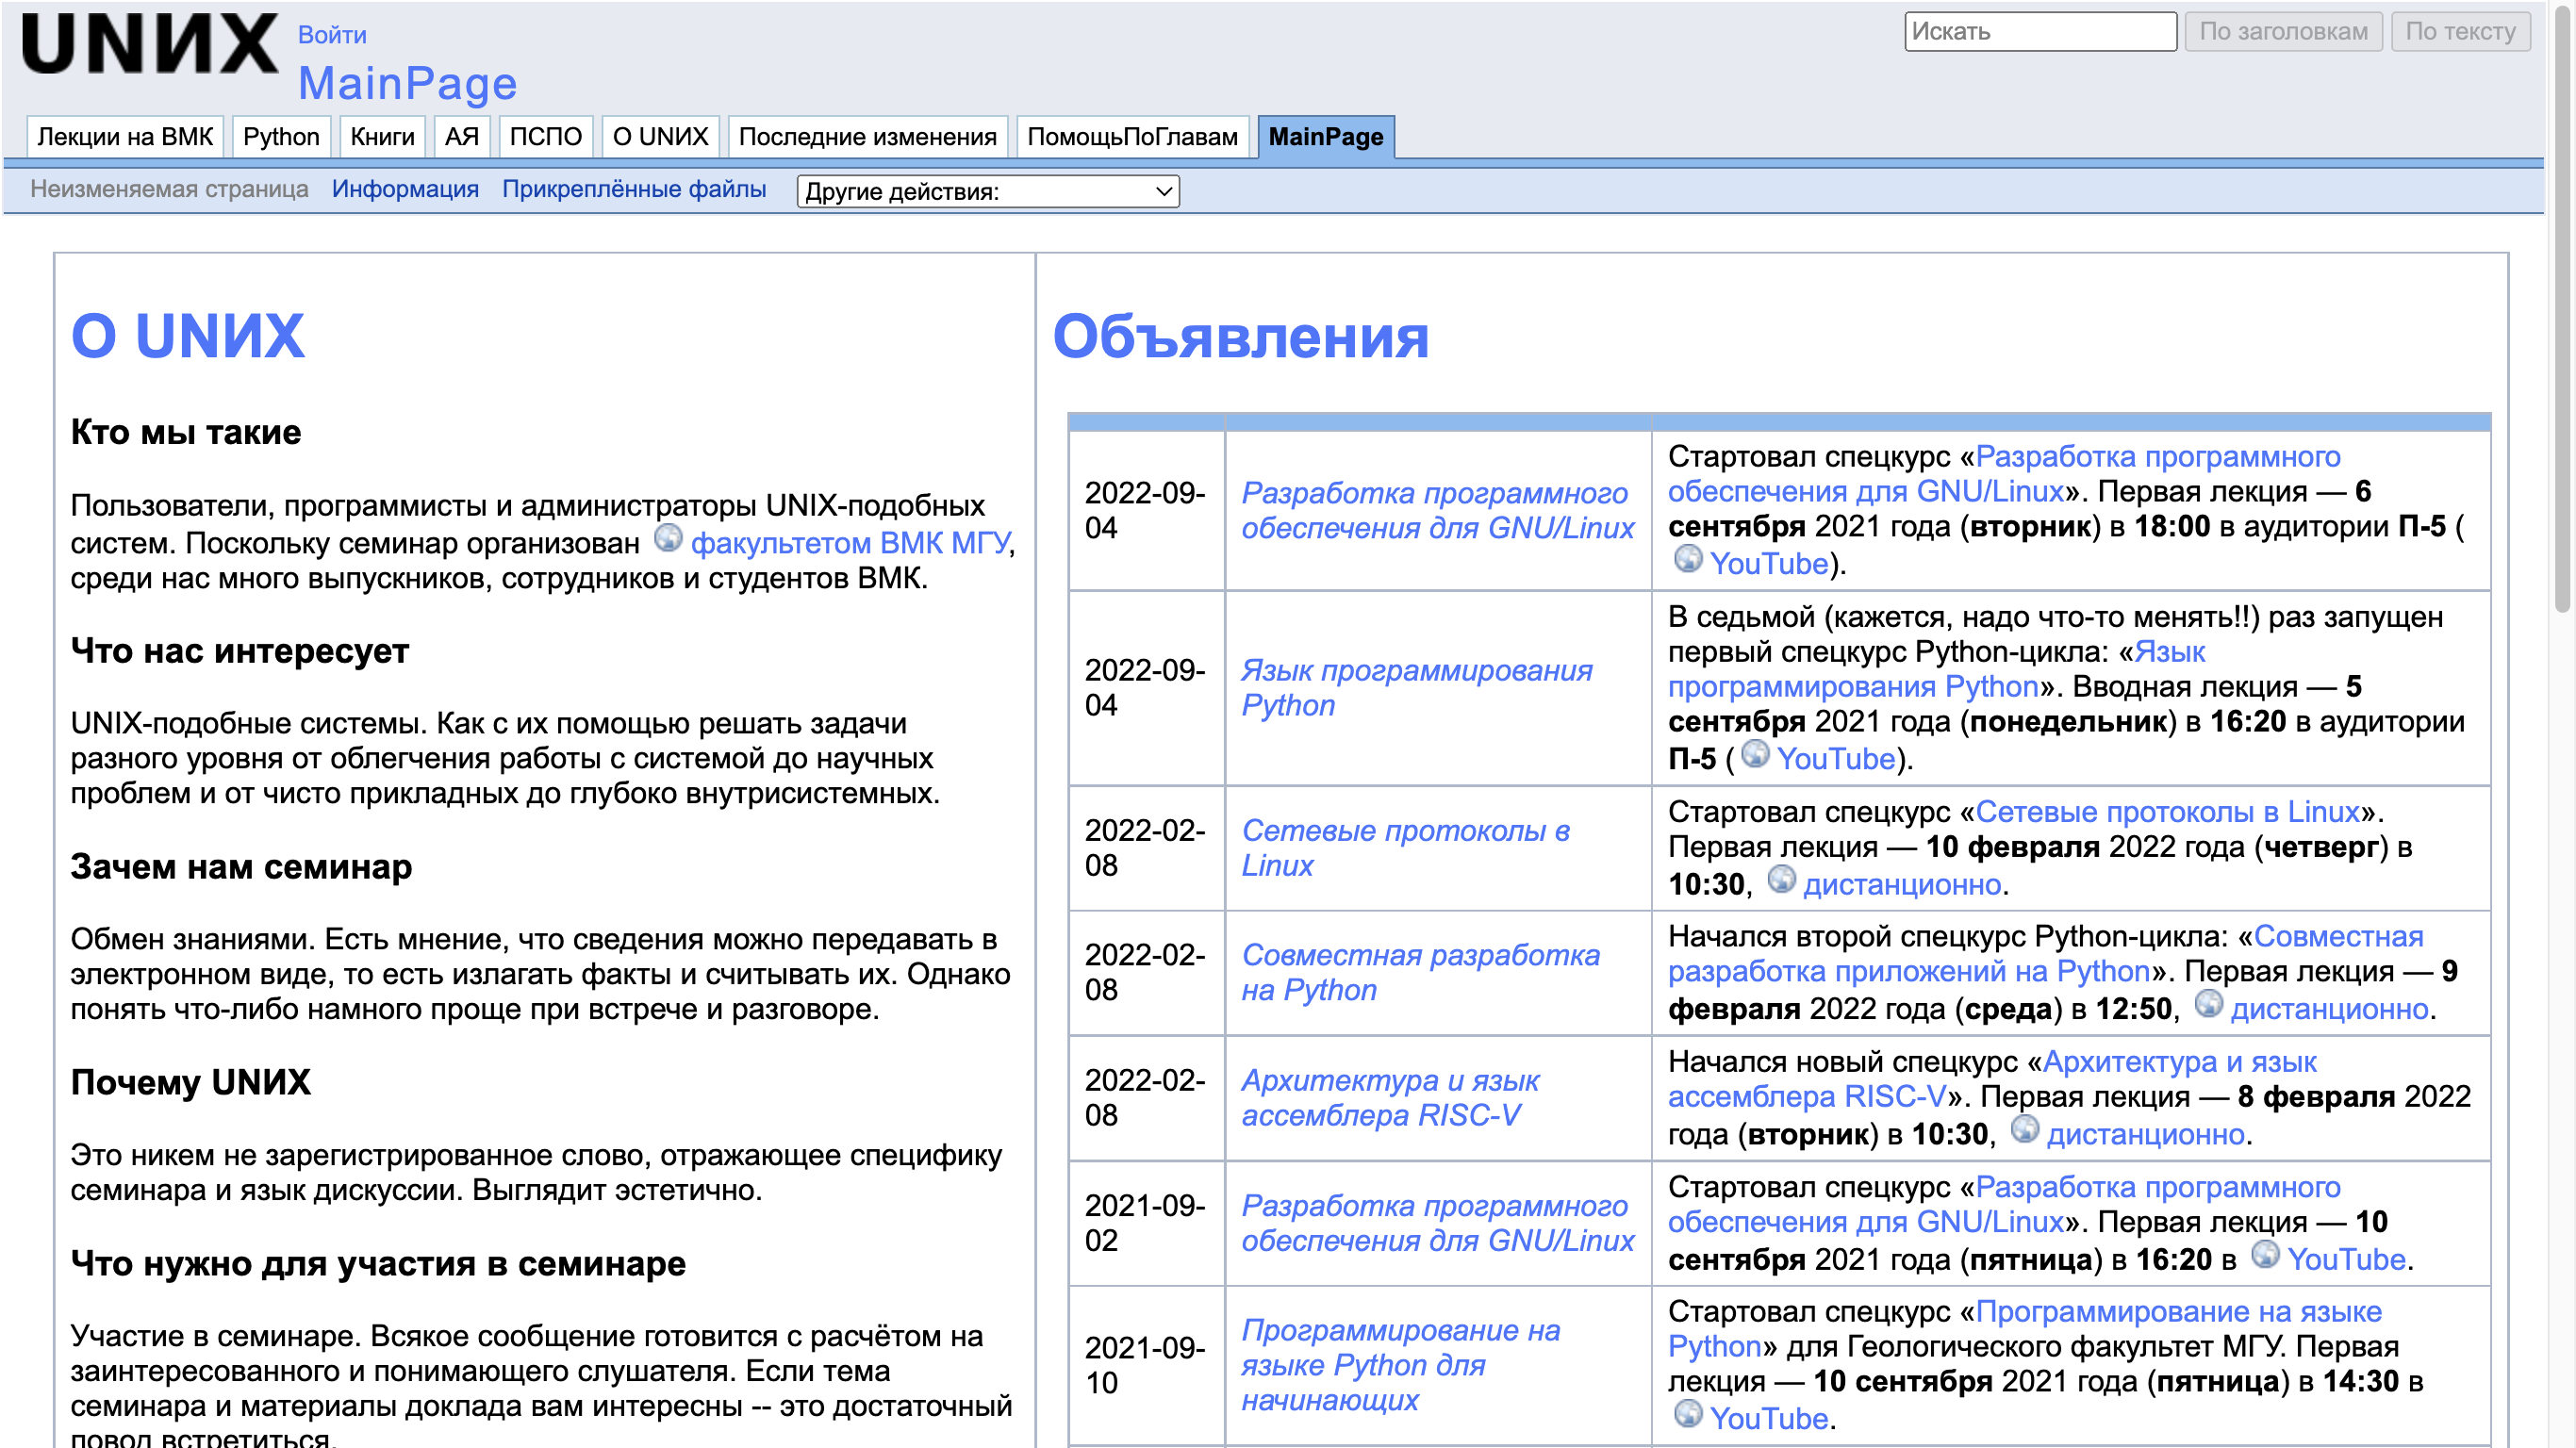 UNИX
Войти
MainPage
Искать
По заголовкам
По тексту
Лекции на ВМК
Python
Книги
АЯ
ПСПО
О UNИX
Последние изменения
ПомощьПоГлавам
MainPage
Неизменяемая страница
Информация
Прикреплённые файлы
Другие действия:
О UNИX
Кто мы такие
Пользователи, программисты и администраторы UNIX-подобных
систем. Поскольку семинар организован факультетом ВМК МГУ,
среди нас много выпускников, сотрудников и студентов ВМК.
Что нас интересует
UNIX-подобные системы. Как с их помощью решать задачи
разного уровня от облегчения работы с системой до научных
проблем и от чисто прикладных до глубоко внутрисистемных.
Зачем нам семинар
Обмен знаниями. Есть мнение, что сведения можно передавать в
электронном виде, то есть излагать факты и считывать их. Однако
понять что-либо намного проще при встрече и разговоре.
Почему UNИX
Это никем не зарегистрированное слово, отражающее специфику
семинара и язык дискуссии. Выглядит эстетично.
Что нужно для участия в семинаре
Участие в семинаре. Всякое сообщение готовится с расчётом на
заинтересованного и понимающего слушателя. Если тема
семинара и материалы доклада вам интересны -- это достаточный
повод встретиться.
Объявления
2022-09-
04
Разработка программного
обеспечения для GNU/Linux
Стартовал спецкурс «Разработка программного
обеспечения для GNU/Linux». Первая лекция — 6
сентября 2021 года (вторник) в 18:00 в аудитории П-5 (
YouTube).
2022-09-
04
Язык программирования
Python
В седьмой (кажется, надо что-то менять!!) раз запущен
первый спецкурс Python-цикла: «Язык
программирования Python». Вводная лекция — 5
сентября 2021 года (понедельник) в 16:20 в аудитории
П-5 ( YouTube).
2022-02-
08
Сетевые протоколы в
Linux
Стартовал спецкурс «Сетевые протоколы в Linux».
Первая лекция — 10 февраля 2022 года (четверг) в
10:30, дистанционно.
2022-02-
08
Совместная разработка
на Python
Начался второй спецкурс Python-цикла: «Совместная
разработка приложений на Python». Первая лекция — 9
февраля 2022 года (среда) в 12:50, дистанционно.
2022-02-
08
Архитектура и язык
ассемблера RISC-V
Начался новый спецкурс «Архитектура и язык
ассемблера RISC-V». Первая лекция — 8 февраля 2022
года (вторник) в 10:30, дистанционно.
2021-09-
02
Разработка программного
обеспечения для GNU/Linux
Стартовал спецкурс «Разработка программного
обеспечения для GNU/Linux». Первая лекция — 10
сентября 2021 года (пятница) в 16:20 в YouTube.
2021-09-
10
Программирование на
языке Python для
начинающих
Стартовал спецкурс «Программирование на языке
Python» для Геологического факультет МГУ. Первая
лекция — 10 сентября 2021 года (пятница) в 14:30 в
YouTube.